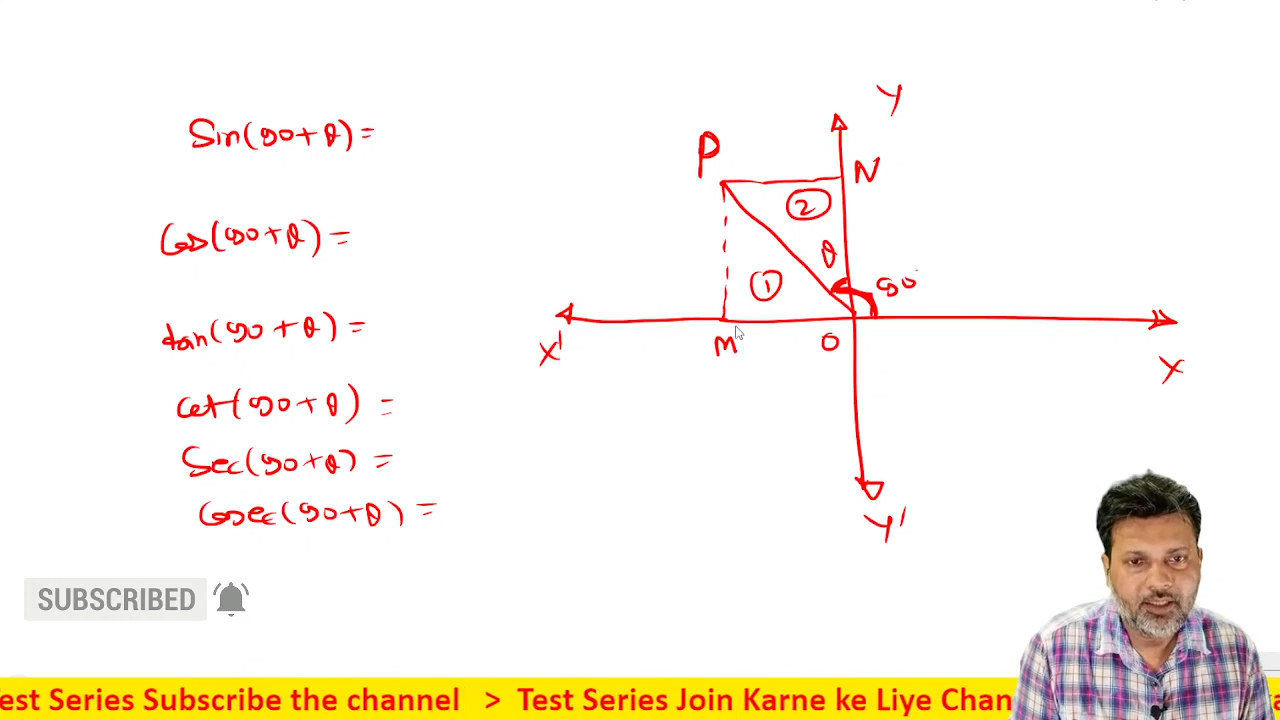 Sin(90+θ)=
Cos(90+θ)=
tan(90+θ)=
Cot(90+θ) =
Sec(90+θ) =
Cosec(90+θ) =
Y
P
N
2
θ
1
90°
X'
M
O
X
Y'
SUBSCRIBED
est Series Subscribe the channel > Test Series Join Karne ke Liye Chan